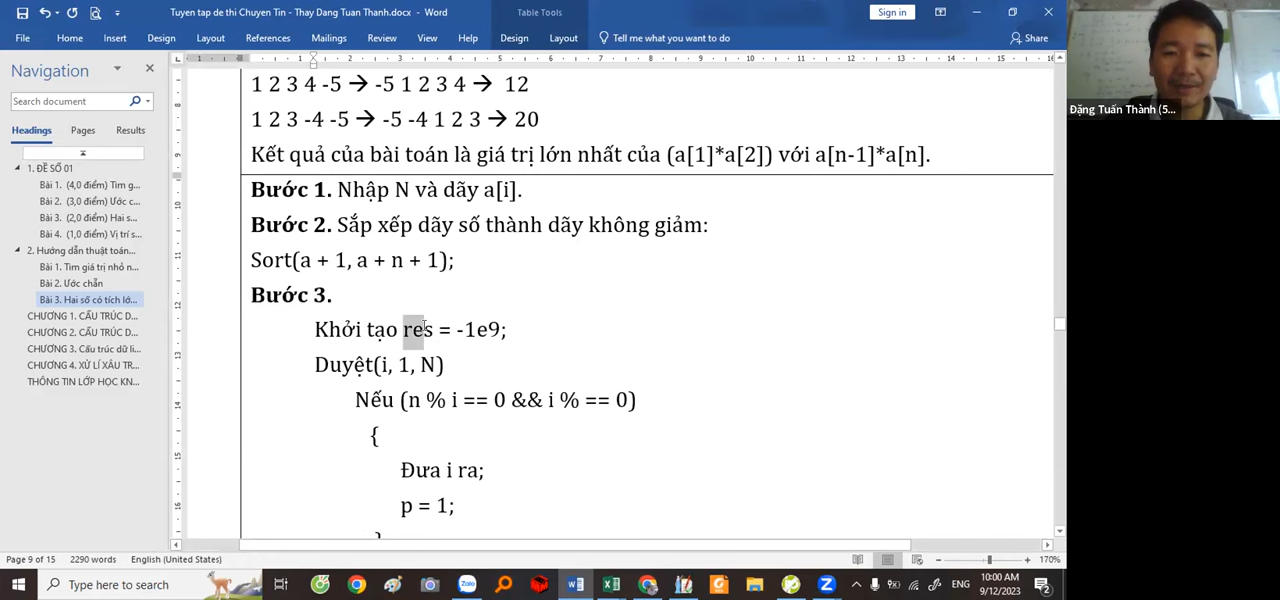 Tuyen tap de thi Chuyen Tin - Thay Dang Tuan Thanh.docx - Word
Table Tools
Sign in
File Home Insert Design Layout References Mailings Review View Help Design Layout Tell me what you want to do Share
Navigation
Search document
Headings Pages Results
1. ĐỀ SỐ 01
Bài 1. (4,0 điểm) Tìm g...
Bài 2. (3,0 điểm) Ước c...
Bài 3. (2,0 điểm) Hai s...
Bài 4. (1,0 điểm) Vị trí s...
2. Hướng dẫn thuật toán...
Bài 1. Tìm giá trị nhỏ n...
Bài 2. Ước chẵn
Bài 3. Hai số có tích lớ...
CHƯƠNG 1. CẤU TRÚC D...
CHƯƠNG 2. CẤU TRÚC D...
CHƯƠNG 3. Cấu trúc dữ li...
CHƯƠNG 4. XỬ LÍ XÂU TR...
THÔNG TIN LỚP HỌC KN...
1 2 3 4 -5 → -5 1 2 3 4 → 12
1 2 3 -4 -5 → -5 -4 1 2 3 → 20
Kết quả của bài toán là giá trị lớn nhất của (a[1]*a[2]) với a[n-1]*a[n].
Bước 1. Nhập N và dãy a[i].
Bước 2. Sắp xếp dãy số thành dãy không giảm:
Sort(a + 1, a + n + 1);
Bước 3.
Khởi tạo res = -1e9;
Duyệt(i, 1, N)
Nếu (n % i == 0 && i % == 0)
{
Đưa i ra;
p = 1;
}
Đặng Tuấn Thành (5...
Page 9 of 15 2290 words English (United States) 170%
Type here to search
ENG
10:00 AM
9/12/2023
2